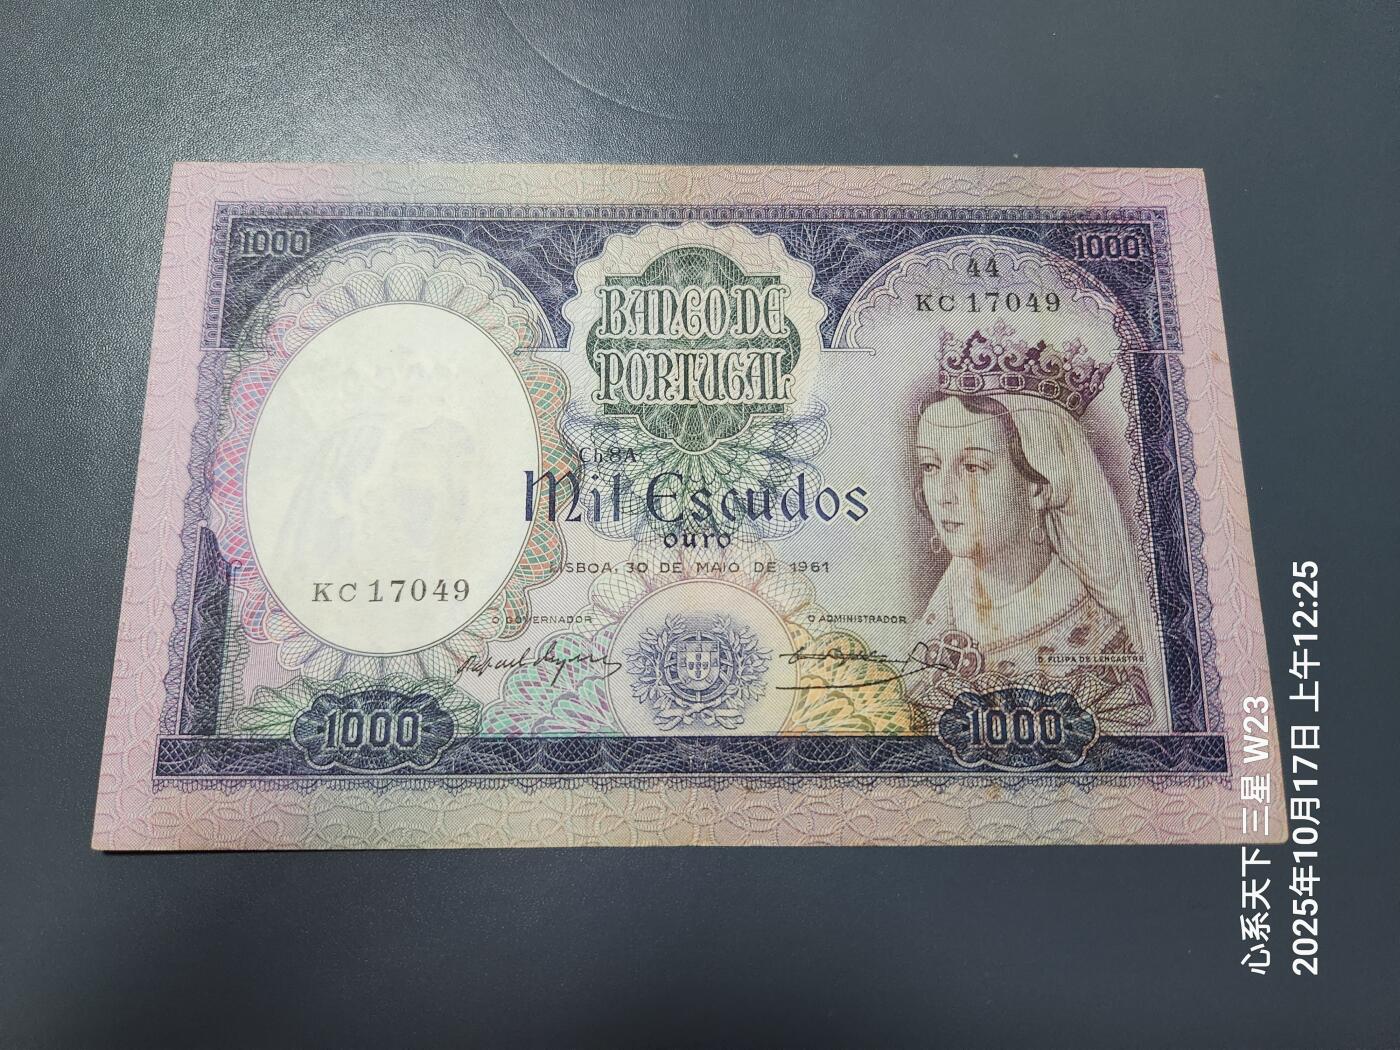 1000
1000
44
KC 17049
BANCO DE
PORTUGAL
Ch.8A
Mil Escudos
ouro
LISBOA, 30 DE MAIO DE 1961
KC 17049
O GOVERNADOR
O ADMINISTRADOR
D. FILIPA DE LENCASTRE
1000
1000
心系天下 三星 W23
2025年10月17日 上午12:25